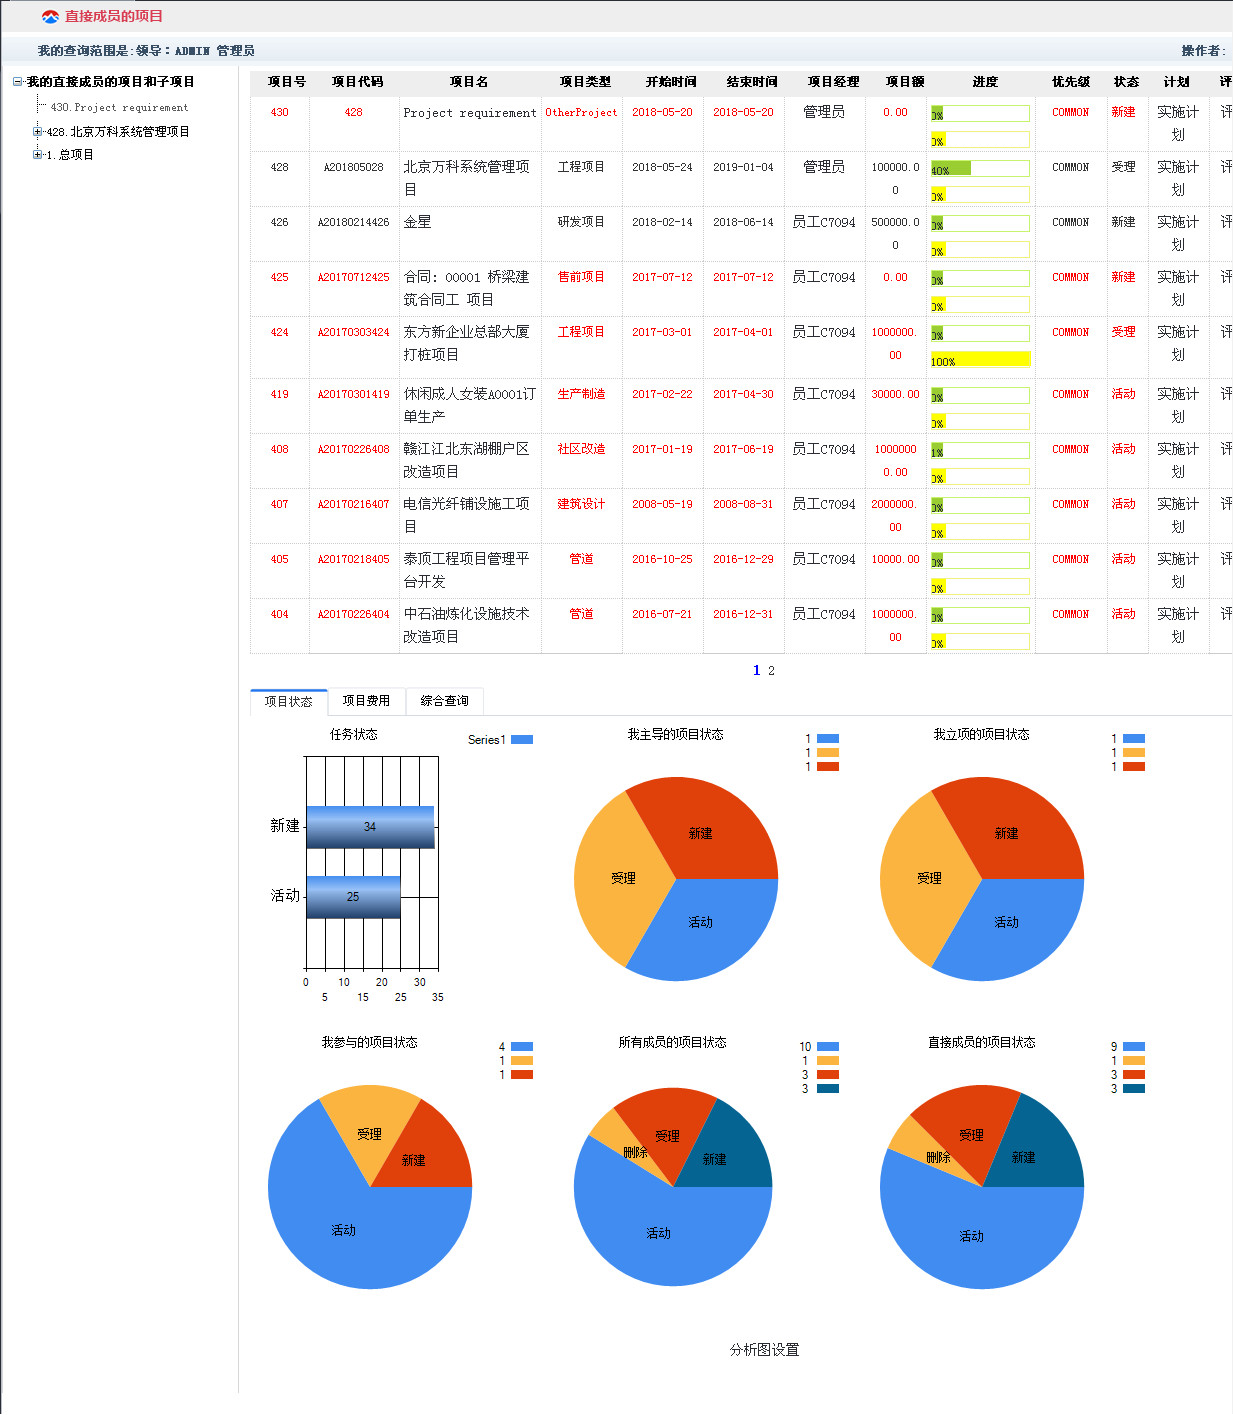 直接成员的项目
我的查询范围是:领导：ADMIN 管理员
操作者:
我的直接成员的项目和子项目
430.Project requirement
428.北京万科系统管理项目
1.总项目
项目号 项目代码 项目名 项目类型 开始时间 结束时间 项目经理 项目额 进度 优先级 状态 计划 评
430 428 Project requirement OtherProject 2018-05-20 2018-05-20 管理员 0.00 0% COMMON 新建 实施计 评
0% 划
428 A201805028 北京万科系统管理项 工程项目 2018-05-24 2019-01-04 管理员 100000.0 40% COMMON 受理 实施计 评
目 0 0% 划
426 A20180214426 金星 研发项目 2018-02-14 2018-06-14 员工C7094 500000.0 0% COMMON 新建 实施计 评
0 0% 划
425 A20170712425 合同: 00001 桥梁建 售前项目 2017-07-12 2017-07-12 员工C7094 0.00 0% COMMON 新建 实施计 评
筑合同工 项目 0% 划
424 A20170303424 东方新企业总部大厦 工程项目 2017-03-01 2017-04-01 员工C7094 1000000. 0% COMMON 受理 实施计 评
打桩项目 00 100% 划
419 A20170301419 休闲成人女装A0001订 生产制造 2017-02-22 2017-04-30 员工C7094 30000.00 0% COMMON 活动 实施计 评
单生产 0% 划
408 A20170226408 赣江江北东湖棚户区 社区改造 2017-01-19 2017-06-19 员工C7094 1000000 1% COMMON 活动 实施计 评
改造项目 0.00 0% 划
407 A20170216407 电信光纤铺设施工项 建筑设计 2008-05-19 2008-08-31 员工C7094 2000000. 0% COMMON 活动 实施计 评
目 00 0% 划
405 A20170218405 泰顶工程项目管理平 管道 2016-10-25 2016-12-29 员工C7094 10000.00 0% COMMON 活动 实施计 评
台开发 0% 划
404 A20170226404 中石油炼化设施技术 管道 2016-07-21 2016-12-31 员工C7094 1000000. 0% COMMON 活动 实施计 评
改造项目 00 0% 划
1 2
项目状态 项目费用 综合查询
任务状态
Series1
新建
34
活动
25
0 10 20 30
5 15 25 35
我主导的项目状态
1
1
1
新建
受理
活动
我立项的项目状态
1
1
1
新建
受理
活动
我参与的项目状态
4
1
1
受理
新建
活动
所有成员的项目状态
10
1
3
3
受理
删除
新建
活动
直接成员的项目状态
9
1
3
3
受理
删除
新建
活动
分析图设置